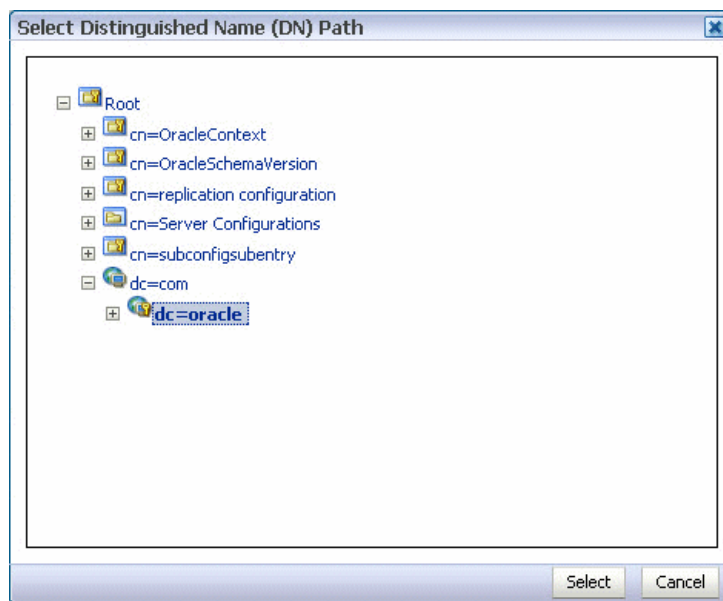 Select Distinguished Name (DN) Path
Root
cn=OracleContext
cn=OracleSchemaVersion
cn=replication configuration
cn=Server Configurations
cn=subconfigsubentry
dc=com
dc=oracle
Select Cancel